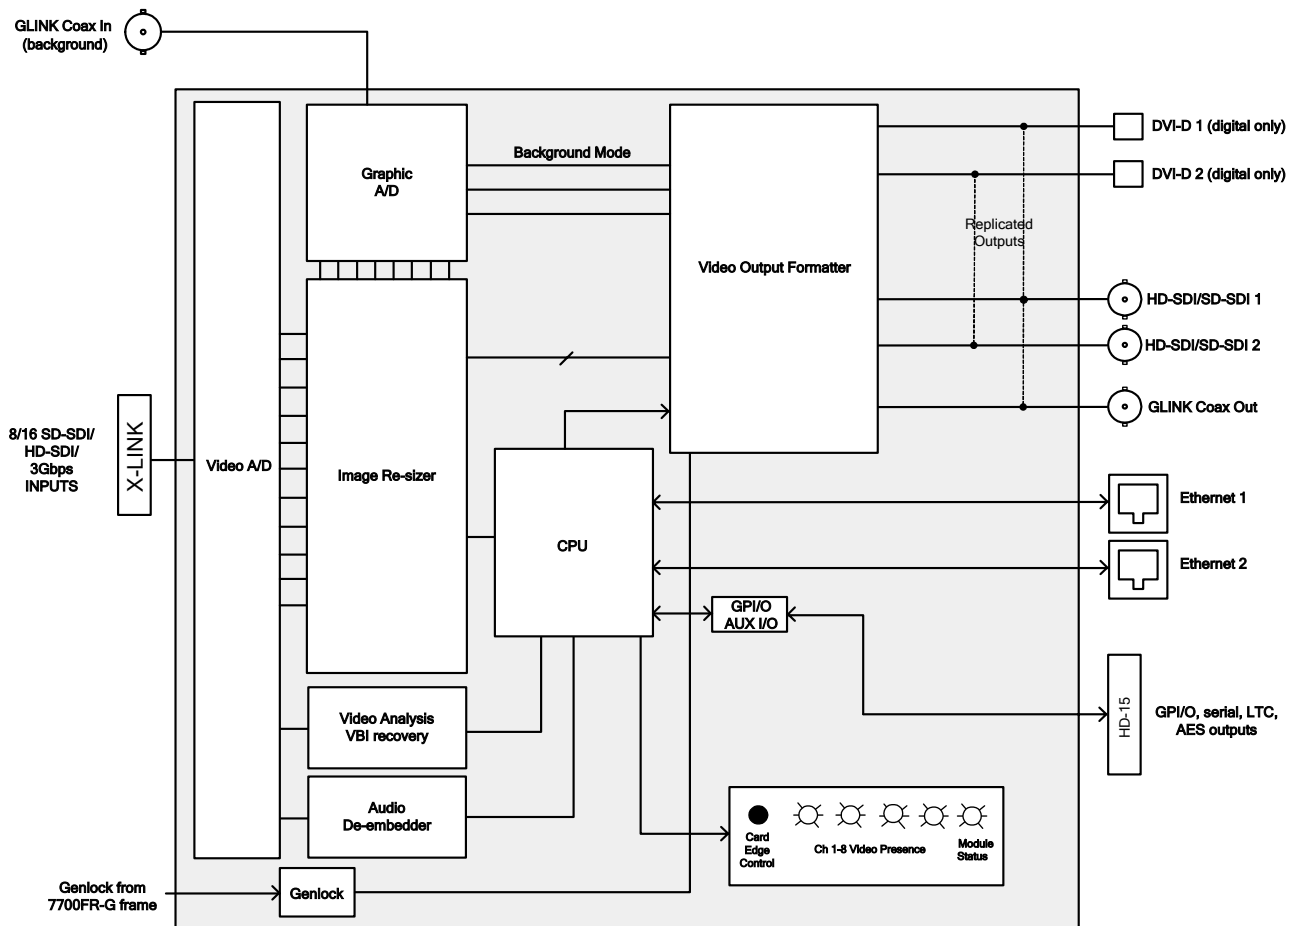 GLINK Coax In
(background)
Graphic
A/D
Background Mode
Video Output Formatter
DVI-D 1 (digital only)
DVI-D 2 (digital only)
Replicated
Outputs
HD-SDI/SD-SDI 1
HD-SDI/SD-SDI 2
GLINK Coax Out
8/16 SD-SDI/
HD-SDI/
3Gbps
INPUTS
X-LINK
Video A/D
Image Re-sizer
CPU
Ethernet 1
Ethernet 2
GPI/O
AUX I/O
HD-15
GPI/O, serial, LTC,
AES outputs
Video Analysis
VBI recovery
Audio
De-embedder
Card
Edge
Control
Ch 1-8 Video Presence
Module
Status
Genlock from
7700FR-G frame
Genlock